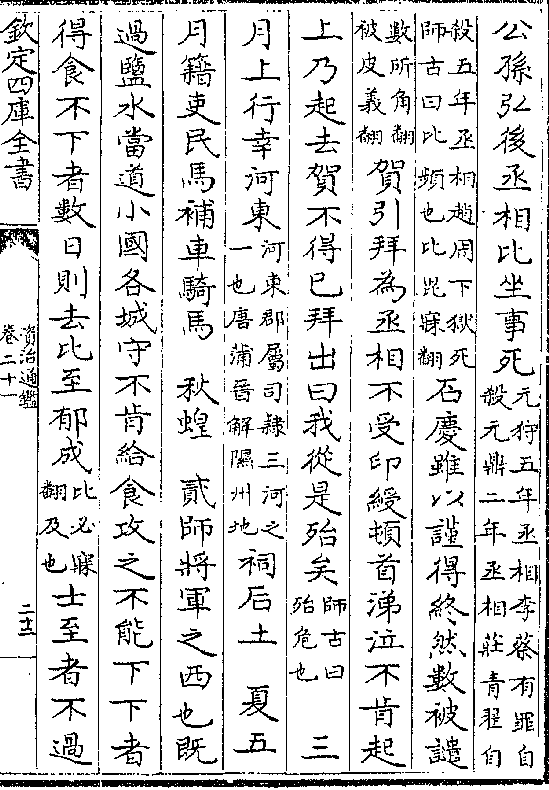 公孫弘後丞相比坐事死元狩五年丞相李蔡有罪自殺元鼎二年丞相莊青翟自
殺五年丞相趙周下獄死師古曰比頻也比毘寐翻石慶雖以謹得終然數被譴
數所角翻被皮義翻賀引拜為丞相不受印綬頓首涕泣不肯起
上乃起去賀不得已拜出曰我從是殆矣師古曰殆危也 三
月上行幸河東河東郡屬司隸三河之一也唐蒲晉解隰州地祠后土 夏五
月籍吏民馬補車騎馬 秋蝗 貳師將軍之西也既
過鹽水當道小國各城守不肯給食攻之不能下下者
得食不下者數日則去比至郁成比必寐翻及也士至者不過
欽定四庫全書
資治通鑑
卷二十一
二十三